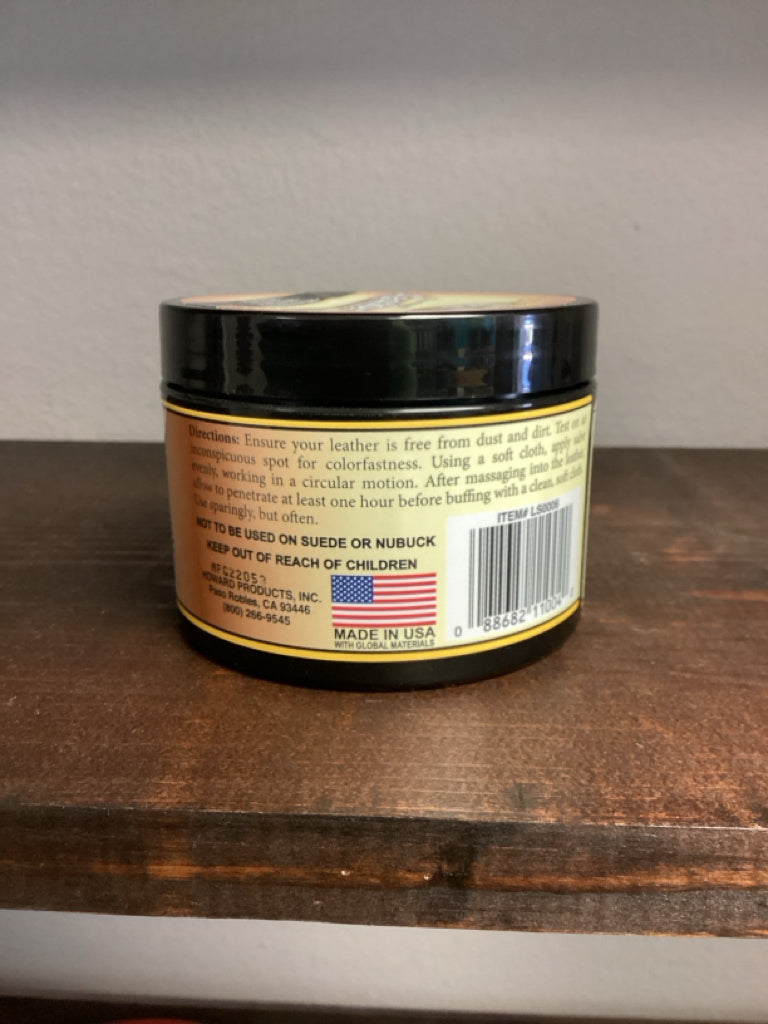 Directions: Ensure your leather is free from dust and dirt. Test on an
inconspicuous spot for colorfastness. Using a soft cloth, apply salve
evenly, working in a circular motion. After massaging into the leather,
allow to penetrate at least one hour before buffing with a clean, soft cloth.
Use sparingly, but often.
NOT TO BE USED ON SUEDE OR NUBUCK
KEEP OUT OF REACH OF CHILDREN
HOWARD PRODUCTS, INC.
Paso Robles, CA 93446
(800) 266-9545
MADE IN USA
WITH GLOBAL MATERIALS
ITEM# LS0006
0 88682 11004